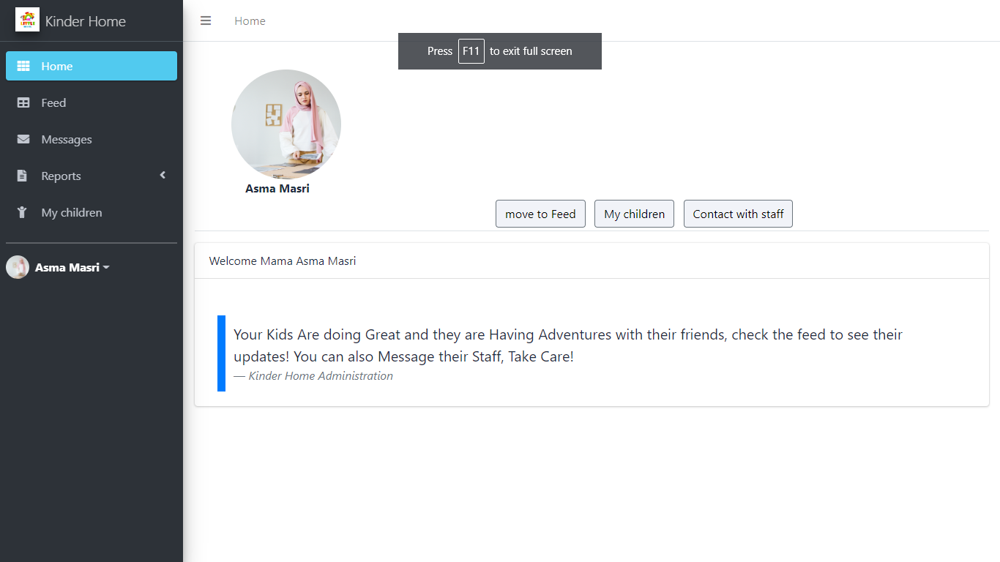 Kinder Home
Home
Press F11 to exit full screen
Home
Feed
Messages
Reports
My children
Asma Masri
Asma Masri
move to Feed
My children
Contact with staff
Welcome Mama Asma Masri
Your Kids Are doing Great and they are Having Adventures with their friends, check the feed to see their
updates! You can also Message their Staff, Take Care!
— Kinder Home Administration